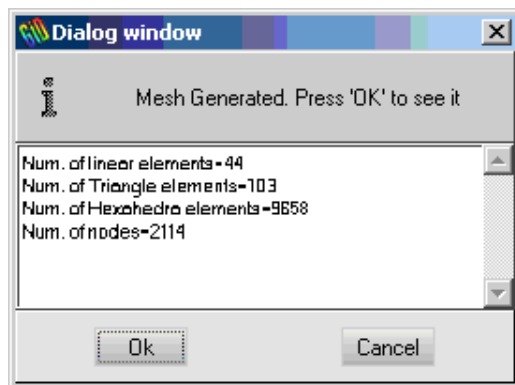 Dialog window
Mesh Generated. Press 'OK' to see it
Num. of linear elements=44
Num. of Triangle elements=103
Num. of Hexahedra elements=9658
Num. of nodes=2114
Ok
Cancel